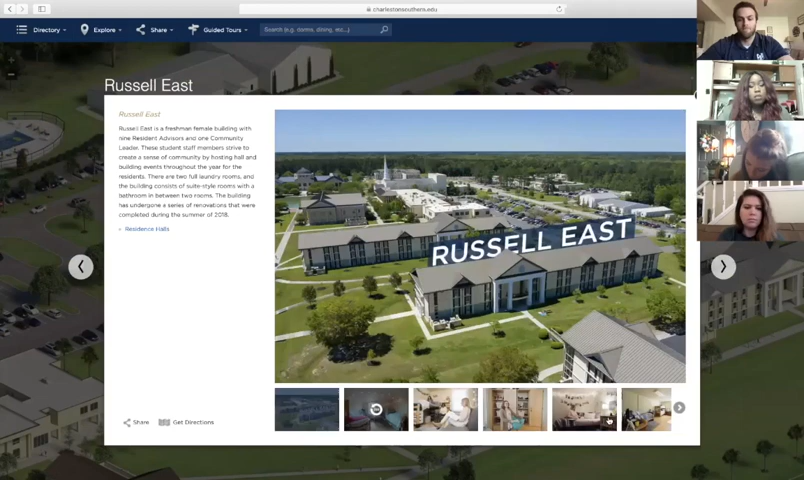 charlestonsouthern.edu
Directory
Explore
Share
Guided Tours
Search (e.g. dorms, dining, etc...)
Russell East
Russell East
Russell East is a freshman female building with
nine Resident Advisors and one Community
Leader. These student staff members strive to
create a sense of community by hosting hall and
building events throughout the year for the
residents. There are two full laundry rooms, and
the building consists of suite-style rooms with a
bathroom in between two rooms. The building
has undergone a series of renovations that were
completed during the summer of 2018.
Residence Halls
RUSSELL EAST
Share
Get Directions